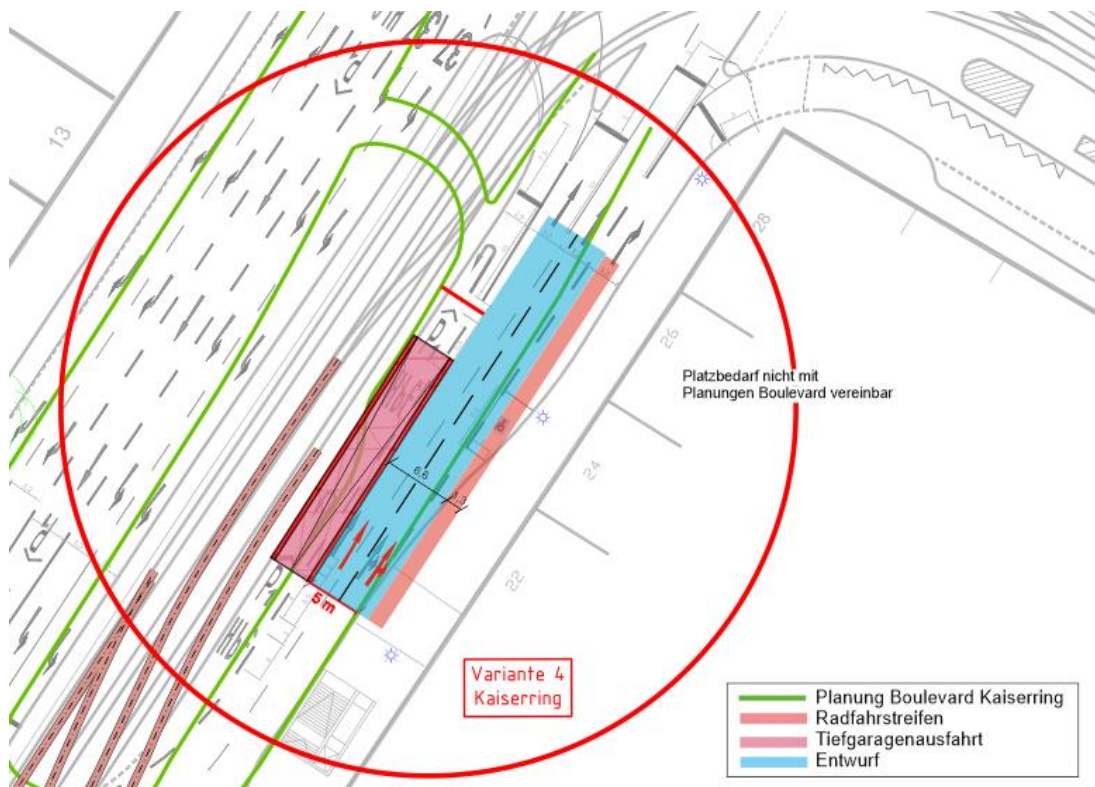 13
28
26
Platzbedarf nicht mit
Planungen Boulevard vereinbar
24
6.8
22
5 m
Variante 4
Kaiserring
Planung Boulevard Kaiserring
Radfahrstreifen
Tiefgaragenausfahrt
Entwurf